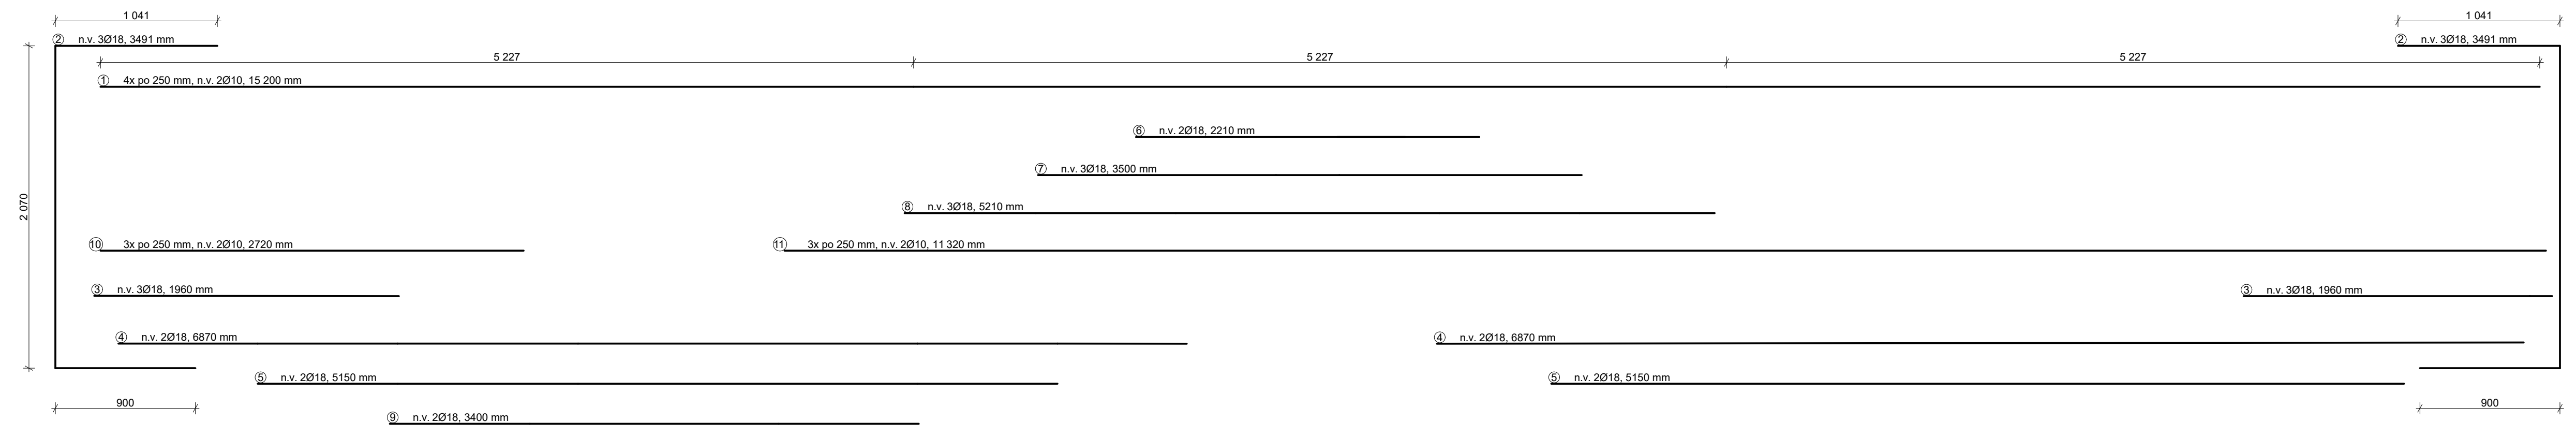 1 041
1 041
② n.v. 3Ø18, 3491 mm
② n.v. 3Ø18, 3491 mm
5 227
5 227
5 227
① 4x po 250 mm, n.v. 2Ø10, 15 200 mm
⑥ n.v. 2Ø18, 2210 mm
⑦ n.v. 3Ø18, 3500 mm
2 070
⑧ n.v. 3Ø18, 5210 mm
⑩ 3x po 250 mm, n.v. 2Ø10, 2720 mm
⑪ 3x po 250 mm, n.v. 2Ø10, 11 320 mm
③ n.v. 3Ø18, 1960 mm
③ n.v. 3Ø18, 1960 mm
④ n.v. 2Ø18, 6870 mm
④ n.v. 2Ø18, 6870 mm
⑤ n.v. 2Ø18, 5150 mm
⑤ n.v. 2Ø18, 5150 mm
900
900
⑨ n.v. 2Ø18, 3400 mm